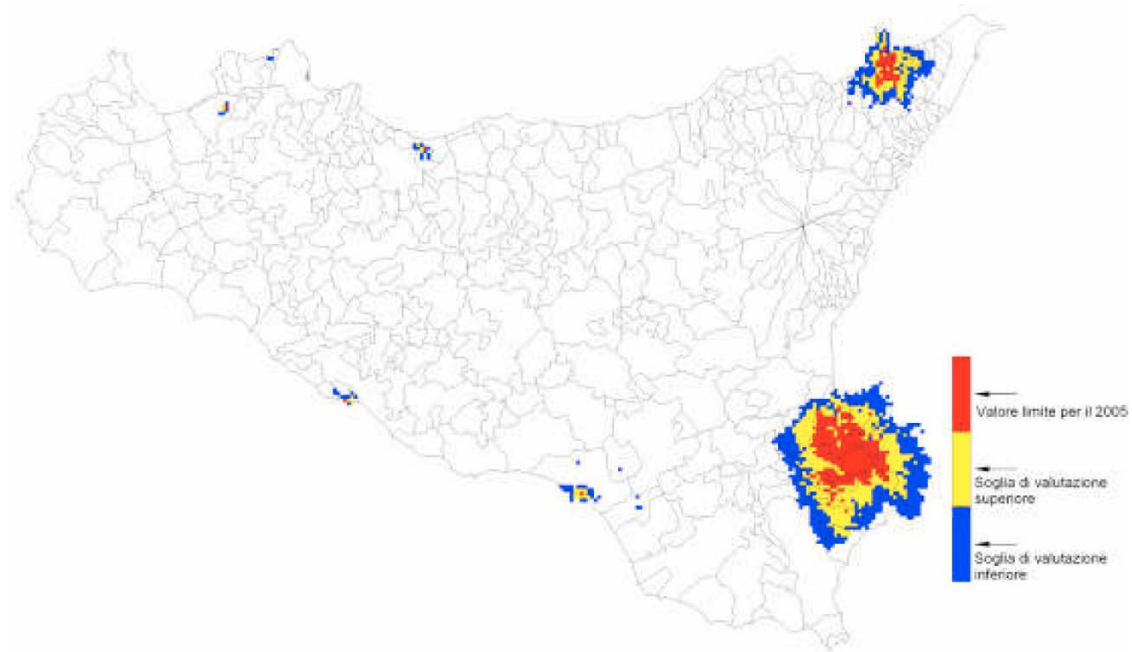 Valore limite per il 2005
Soglia di valutazione
superiore
Soglia di valutazione
inferiore